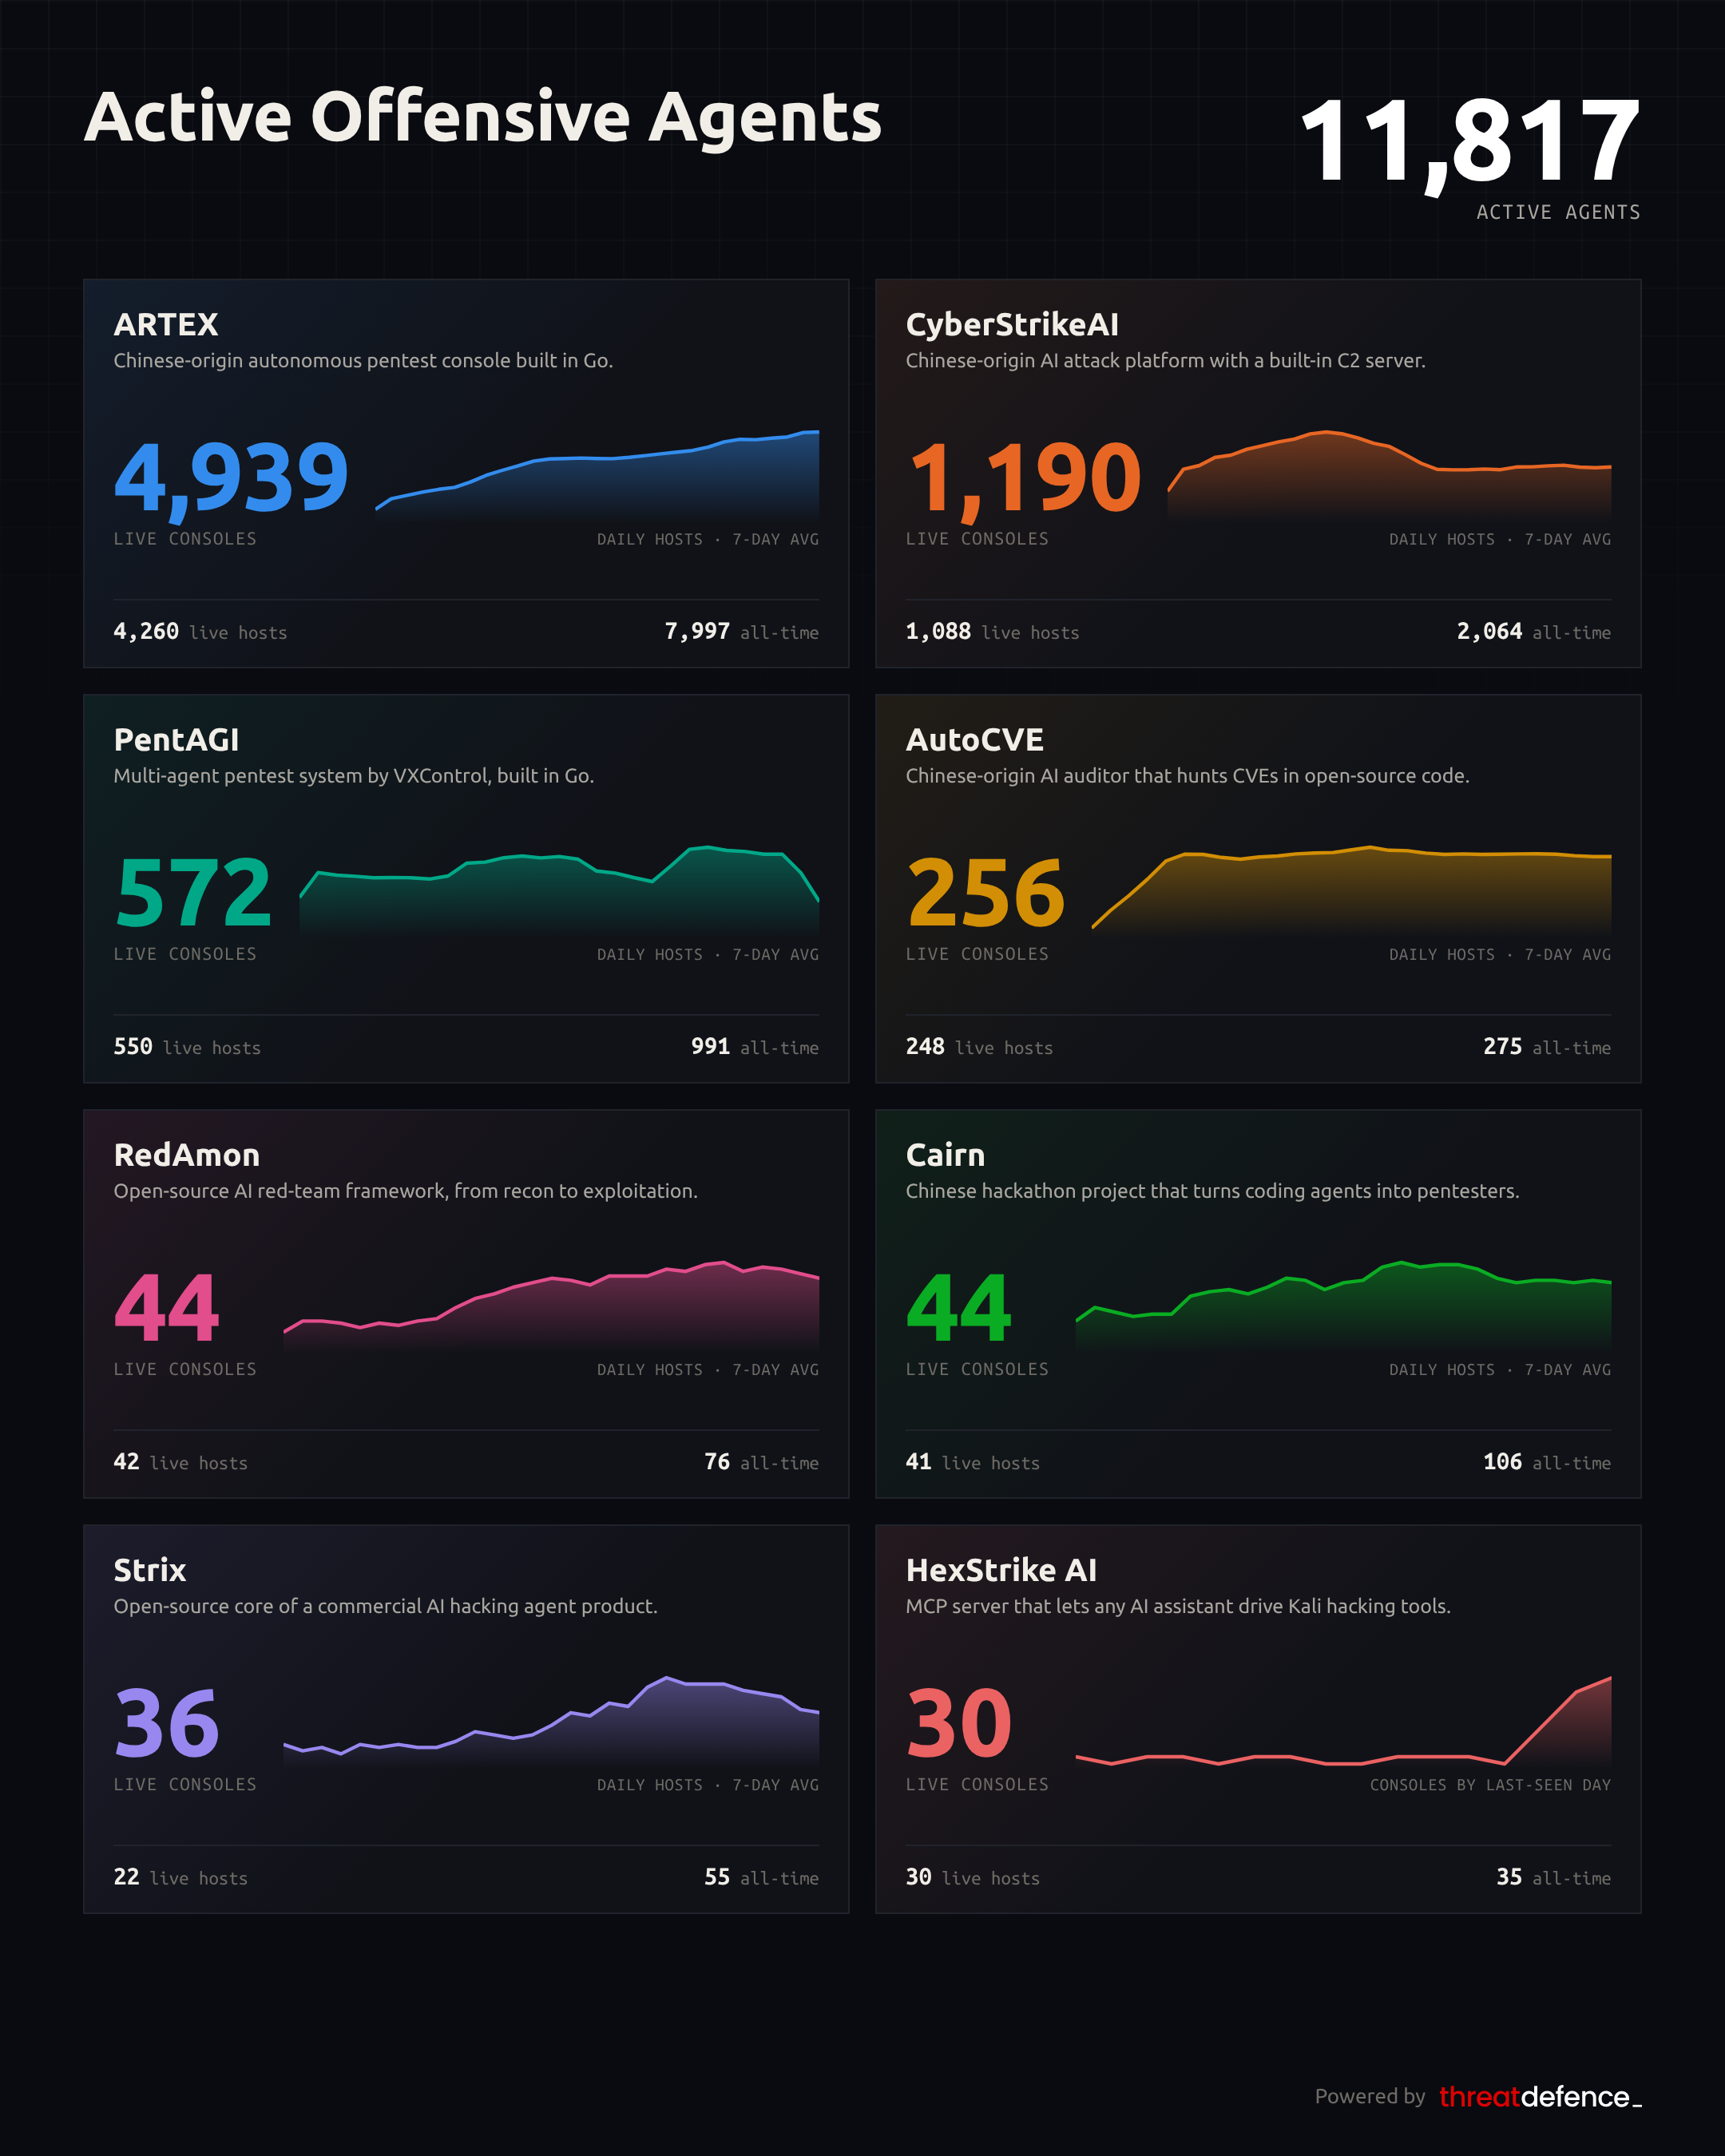 Active Offensive Agents
11,817
ACTIVE AGENTS
ARTEX
Chinese-origin autonomous pentest console built in Go.
4,939
LIVE CONSOLES
DAILY HOSTS · 7-DAY AVG
4,260 live hosts
7,997 all-time
CyberStrikeAI
Chinese-origin AI attack platform with a built-in C2 server.
1,190
LIVE CONSOLES
DAILY HOSTS · 7-DAY AVG
1,088 live hosts
2,064 all-time
PentAGI
Multi-agent pentest system by VXControl, built in Go.
572
LIVE CONSOLES
DAILY HOSTS · 7-DAY AVG
550 live hosts
991 all-time
AutoCVE
Chinese-origin AI auditor that hunts CVEs in open-source code.
256
LIVE CONSOLES
DAILY HOSTS · 7-DAY AVG
248 live hosts
275 all-time
RedAmon
Open-source AI red-team framework, from recon to exploitation.
44
LIVE CONSOLES
DAILY HOSTS · 7-DAY AVG
42 live hosts
76 all-time
Cairn
Chinese hackathon project that turns coding agents into pentesters.
44
LIVE CONSOLES
DAILY HOSTS · 7-DAY AVG
41 live hosts
106 all-time
Strix
Open-source core of a commercial AI hacking agent product.
36
LIVE CONSOLES
DAILY HOSTS · 7-DAY AVG
22 live hosts
55 all-time
HexStrike AI
MCP server that lets any AI assistant drive Kali hacking tools.
30
LIVE CONSOLES
CONSOLES BY LAST-SEEN DAY
30 live hosts
35 all-time
Powered by threatdefence_